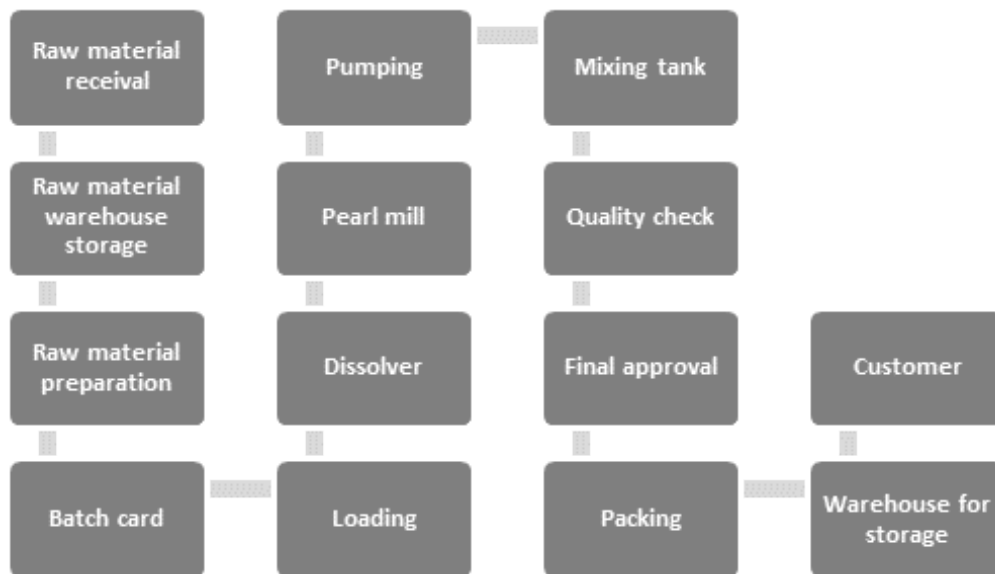 Raw material
receival
Raw material
warehouse
storage
Raw material
preparation
Batch card
Loading
Dissolver
Pearl mill
Pumping
Mixing tank
Quality check
Final approval
Packing
Warehouse for
storage
Customer